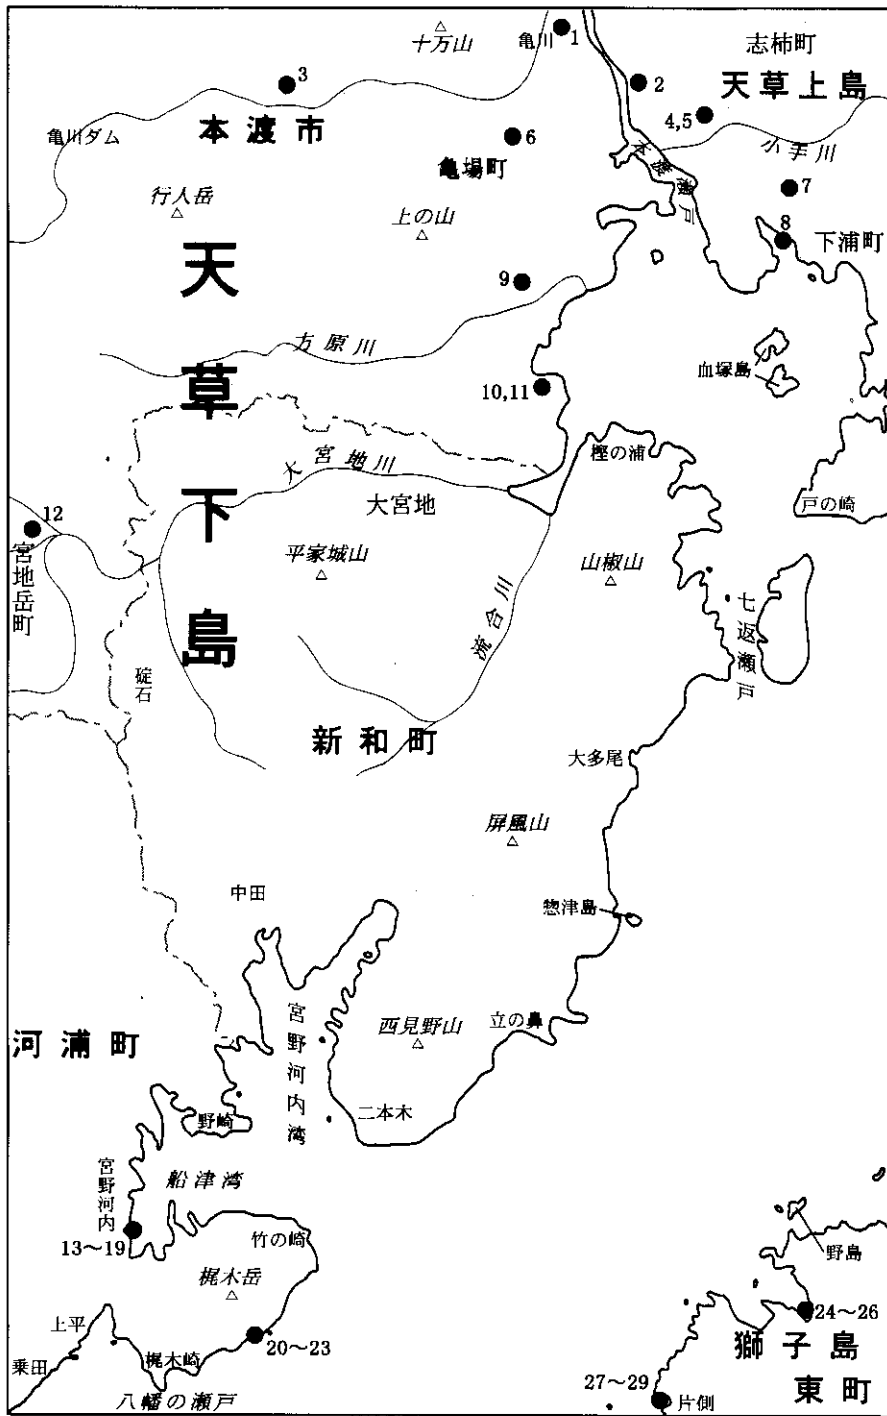 十万山
亀川
1
志柿町
天草上島
2
3
4,5
本渡市
亀川ダム
6
亀場町
本渡瀬戸
小手川
7
行人岳
上の山
8
下浦町
天草下島
9
方原川
血塚島
10,11
大宮地川
樫の浦
大宮地
戸の崎
12
宮地岳町
平家城山
山椒山
流合川
七返瀬戸
碇石
新和町
大多尾
屏風山
中田
惣津島
宮野河内湾
西見野山
立の鼻
河浦町
二本木
野崎
宮野河内
船津湾
13～19
竹の崎
野島
梶木岳
24～26
上平
20～23
獅子島
乗田
梶木崎
27～29
片側
東町
八幡の瀬戸